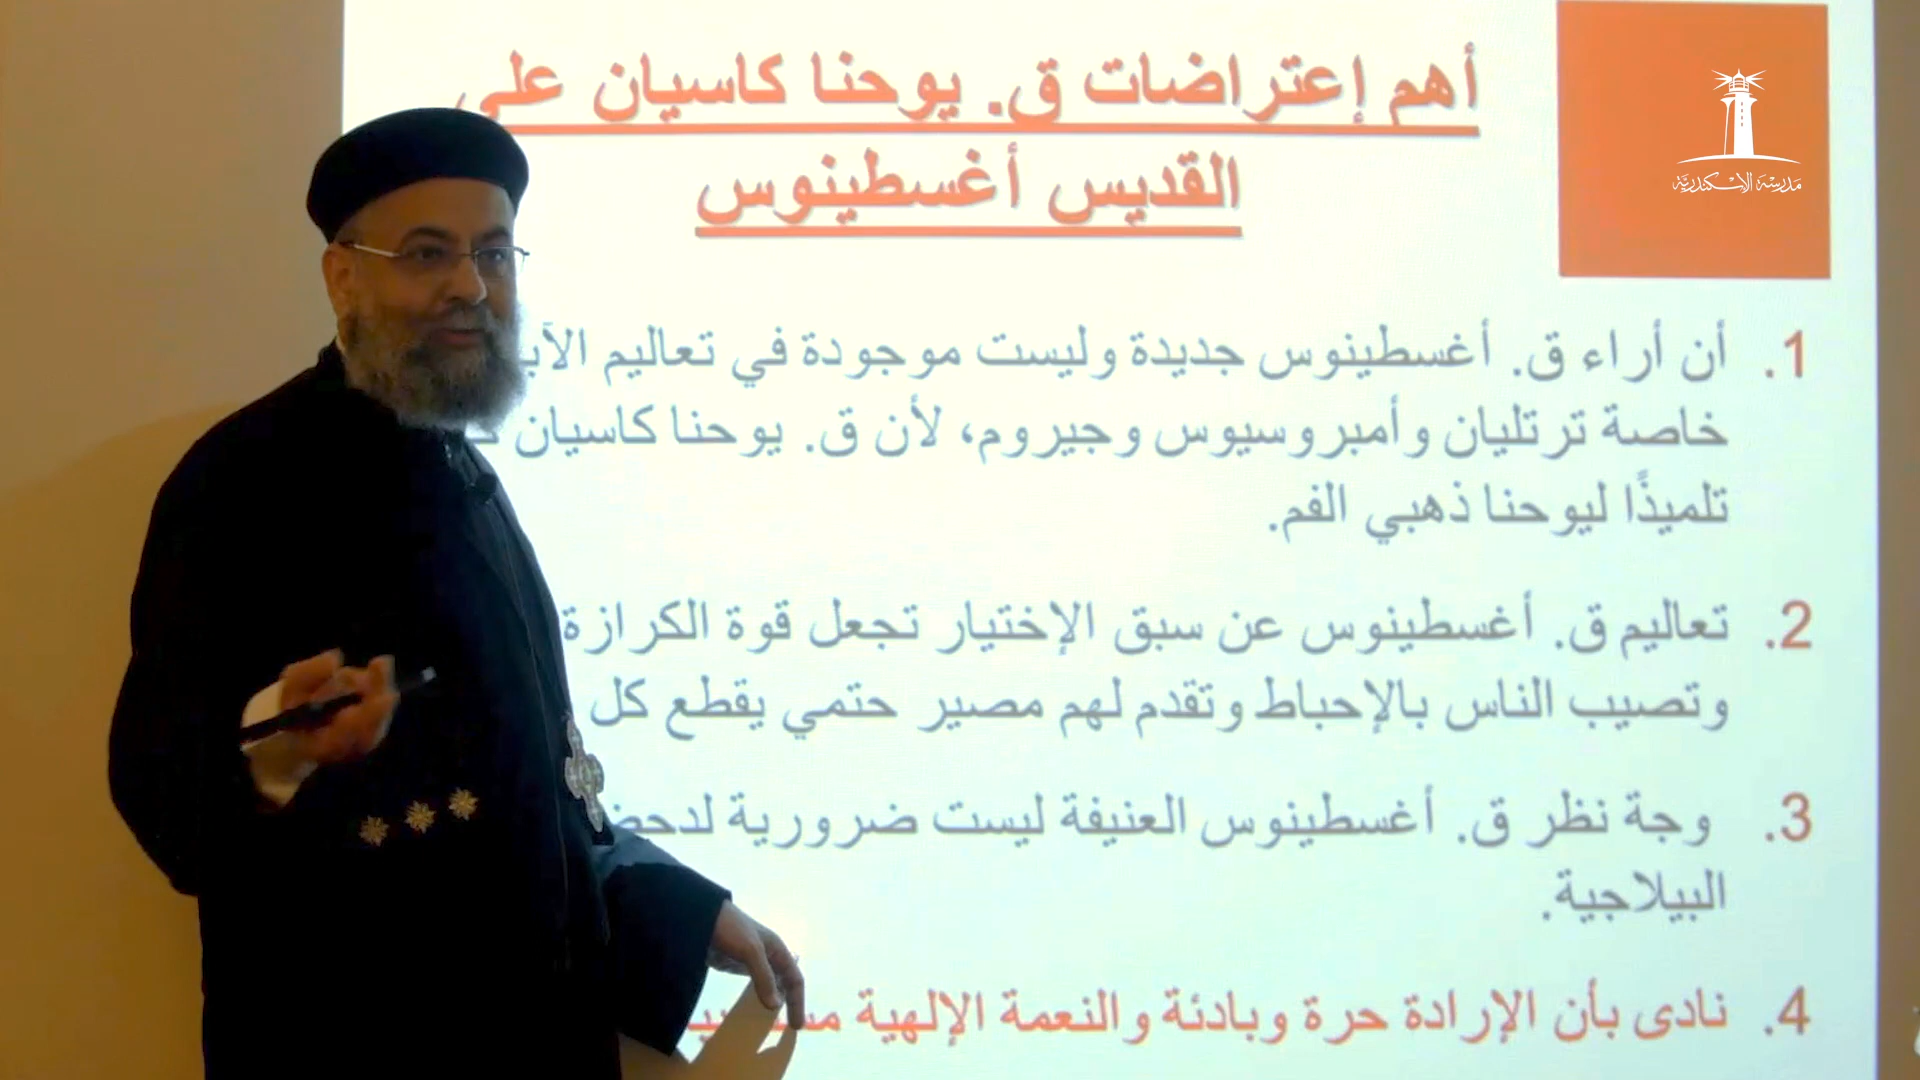 أهم إعتراضات ق. يوحنا كاسيان على
القديس أغسطينوس
مدرسة الإسكندرية
1. أن أراء ق. أغسطينوس جديدة وليست موجودة في تعاليم
خاصة ترتليان وأمبروسيوس وجيروم، لأن ق. يوحنا كاسيان
تلميذًا ليوحنا ذهبي الفم.
2. تعاليم ق. أغسطينوس عن سبق الإختيار تجعل قوة الكرازة
وتصيب الناس بالإحباط وتقدم لهم مصير حتمي يقطع كل
3. وجة نظر ق. أغسطينوس العنيفة ليست ضرورية
البيلاجية.
4. نادى بأن الإرادة حرة وبادئة والنعمة الإلهية